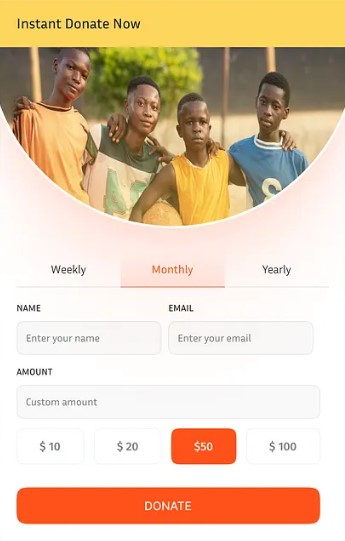 Instant Donate Now
Weekly Monthly Yearly
NAME EMAIL
Enter your name Enter your email
AMOUNT
Custom amount
$ 10 $ 20 $50 $ 100
DONATE